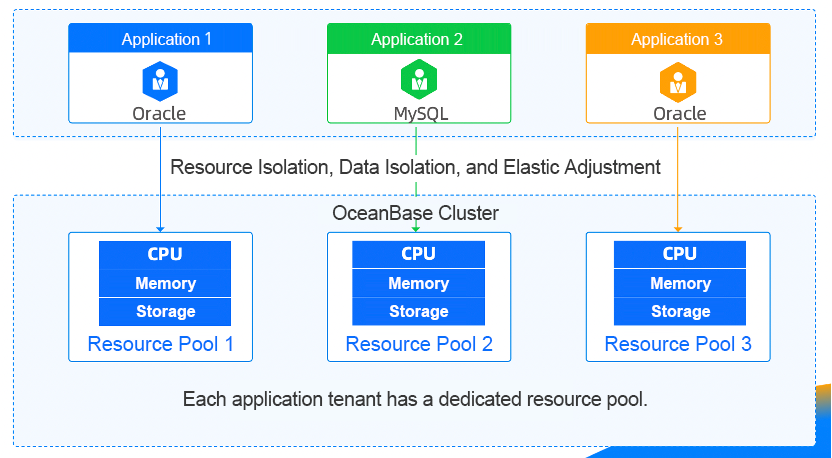 Application 1
Application 2
Application 3
Oracle
MySQL
Oracle
Resource Isolation, Data Isolation, and Elastic Adjustment
OceanBase Cluster
CPU
Memory
Storage
Resource Pool 1
CPU
Memory
Storage
Resource Pool 2
CPU
Memory
Storage
Resource Pool 3
Each application tenant has a dedicated resource pool.